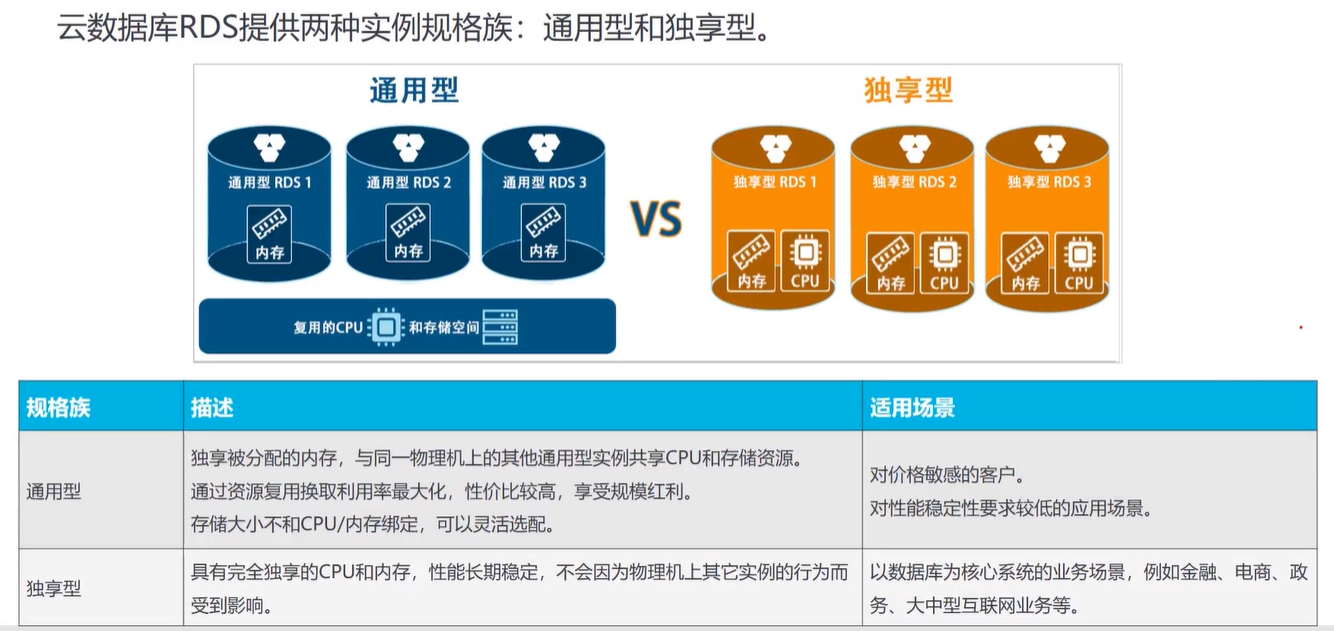 云数据库RDS提供两种实例规格族：通用型和独享型。
通用型
独享型
通用型 RDS 1
通用型 RDS 2
通用型 RDS 3
内存
内存
内存
复用的CPU 和存储空间
VS
独享型 RDS 1
独享型 RDS 2
独享型 RDS 3
内存 CPU
内存 CPU
内存 CPU
规格族 描述 适用场景
通用型
独享被分配的内存，与同一物理机上的其他通用型实例共享CPU和存储资源。
通过资源复用换取利用率最大化，性价比较高，享受规模红利。
存储大小不和CPU/内存绑定，可以灵活选配。
对价格敏感的客户。
对性能稳定性要求较低的应用场景。
独享型
具有完全独享的CPU和内存，性能长期稳定，不会因为物理机上其它实例的行为而
受到影响。
以数据库为核心系统的业务场景，例如金融、电商、政
务、大中型互联网业务等。